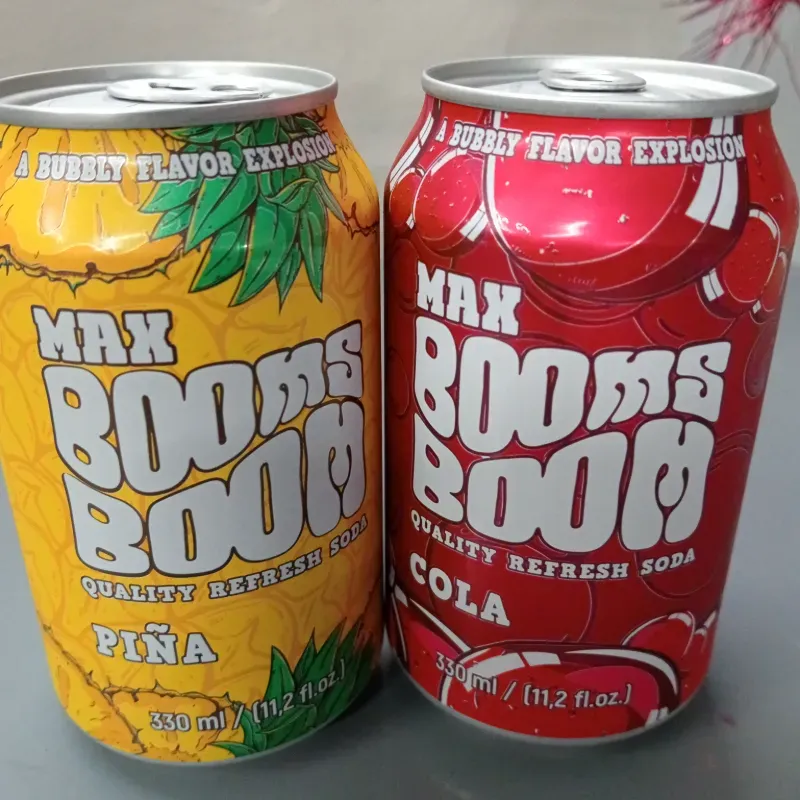 A BUBBLY FLAVOR EXPLOSION
MAX
BOOMS
BOOM
QUALITY REFRESH SODA
PIÑA
330 ml / (11,2 fl.oz.)
A BUBBLY FLAVOR EXPLOSION
MAX
BOOMS
BOOM
QUALITY REFRESH SODA
COLA
330 ml / (11,2 fl.oz.)